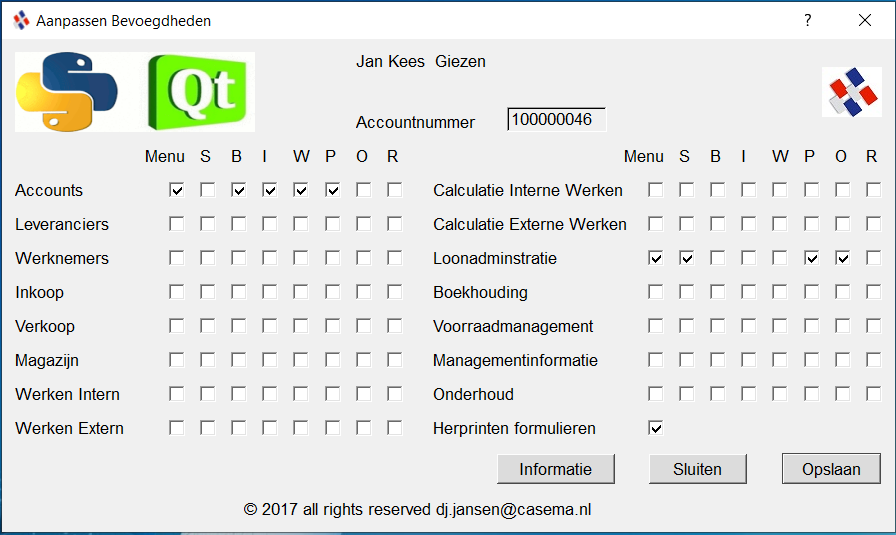 Aanpassen Bevoegdheden
Qt
Jan Kees Giezen
Accountnummer 100000046
Menu S B I W P O R Menu S B I W P O R
Accounts Calculatie Interne Werken
Leveranciers Calculatie Externe Werken
Werknemers Loonadminstratie
Inkoop Boekhouding
Verkoop Voorraadmanagement
Magazijn Managementinformatie
Werken Intern Onderhoud
Werken Extern Herprinten formulieren
Informatie Sluiten Opslaan
© 2017 all rights reserved dj.jansen@casema.nl